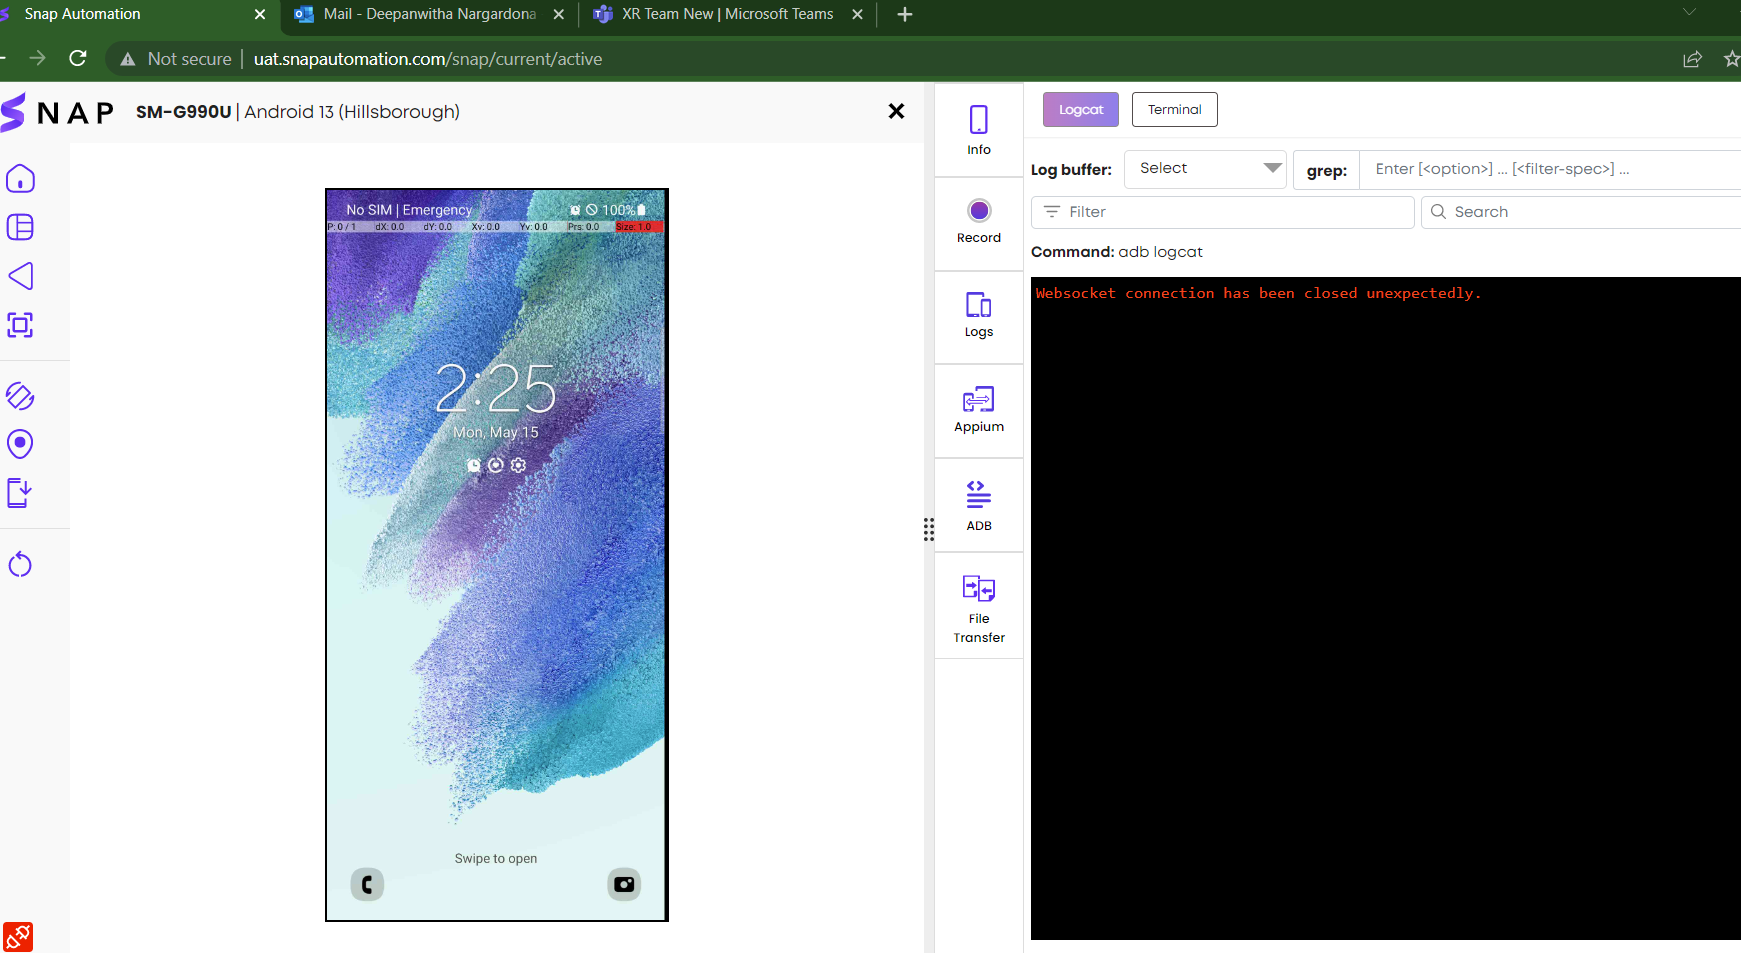 Snap Automation
Mail - Deepanwitha Nargardona
XR Team New | Microsoft Teams
Not secure | uat.snapautomation.com/snap/current/active
SNAP
SM-G990U | Android 13 (Hillsborough)
No SIM | Emergency
100%
P: 0 / 1 dX: 0.0 dY: 0.0 Xv: 0.0 Yv: 0.0 Prs: 0.0 Size: 1.0
2:25
Mon, May 15
Swipe to open
Info
Record
Logs
Appium
ADB
File
Transfer
Logcat
Terminal
Log buffer: Select grep: Enter [<option>] ... [<filter-spec>] ...
Filter
Search
Command: adb logcat
Websocket connection has been closed unexpectedly.